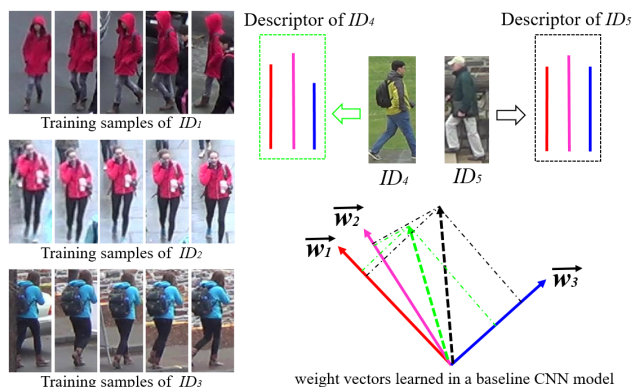 Descriptor of ID4
Descriptor of ID5
Training samples of ID1
ID4
ID5
Training samples of ID2
w2
w1
w3
Training samples of ID3
weight vectors learned in a baseline CNN model